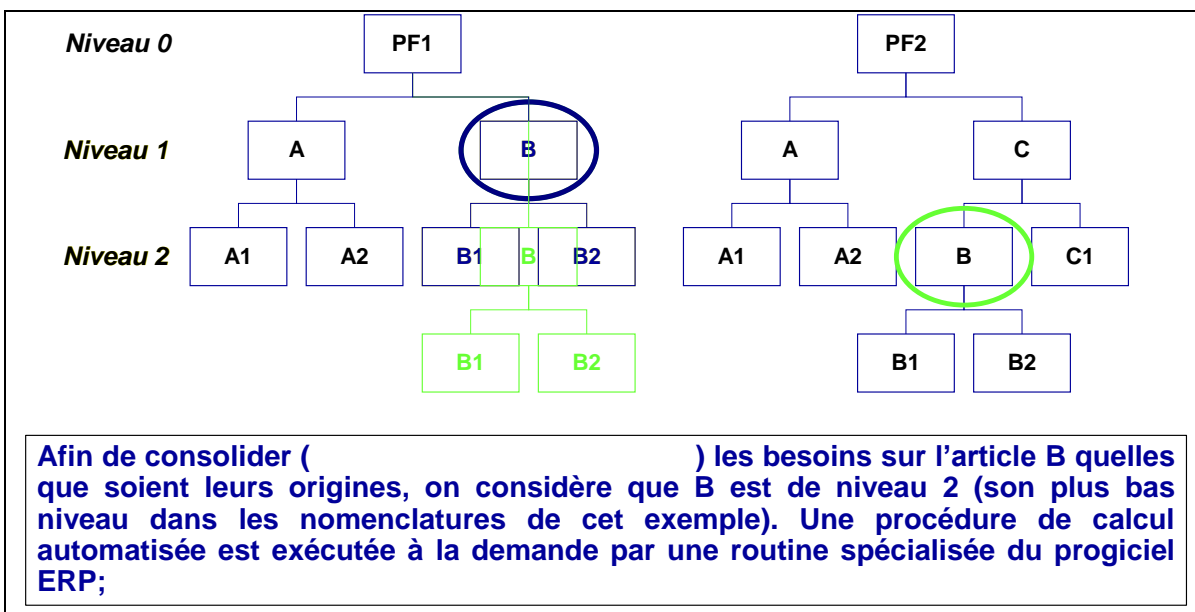 Niveau 0 PF1 PF2
Niveau 1 A B A C
Niveau 2 A1 A2 B1 B B2 A1 A2 B C1
B1 B2 B1 B2
Afin de consolider ( ) les besoins sur l’article B quelles
que soient leurs origines, on considère que B est de niveau 2 (son plus bas
niveau dans les nomenclatures de cet exemple). Une procédure de calcul
automatisée est exécutée à la demande par une routine spécialisée du progiciel
ERP;